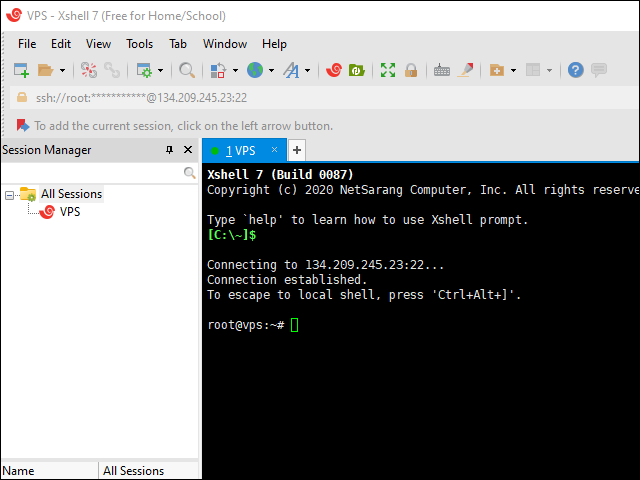 VPS - Xshell 7 (Free for Home/School)
File Edit View Tools Tab Window Help
ssh://root:***********@134.209.245.23:22
To add the current session, click on the left arrow button.
Session Manager
1 VPS
All Sessions
VPS
Xshell 7 (Build 0087)
Copyright (c) 2020 NetSarang Computer, Inc. All rights reserve
Type `help' to learn how to use Xshell prompt.
[C:\~]$
Connecting to 134.209.245.23:22...
Connection established.
To escape to local shell, press 'Ctrl+Alt+]'.
root@vps:~#
Name All Sessions